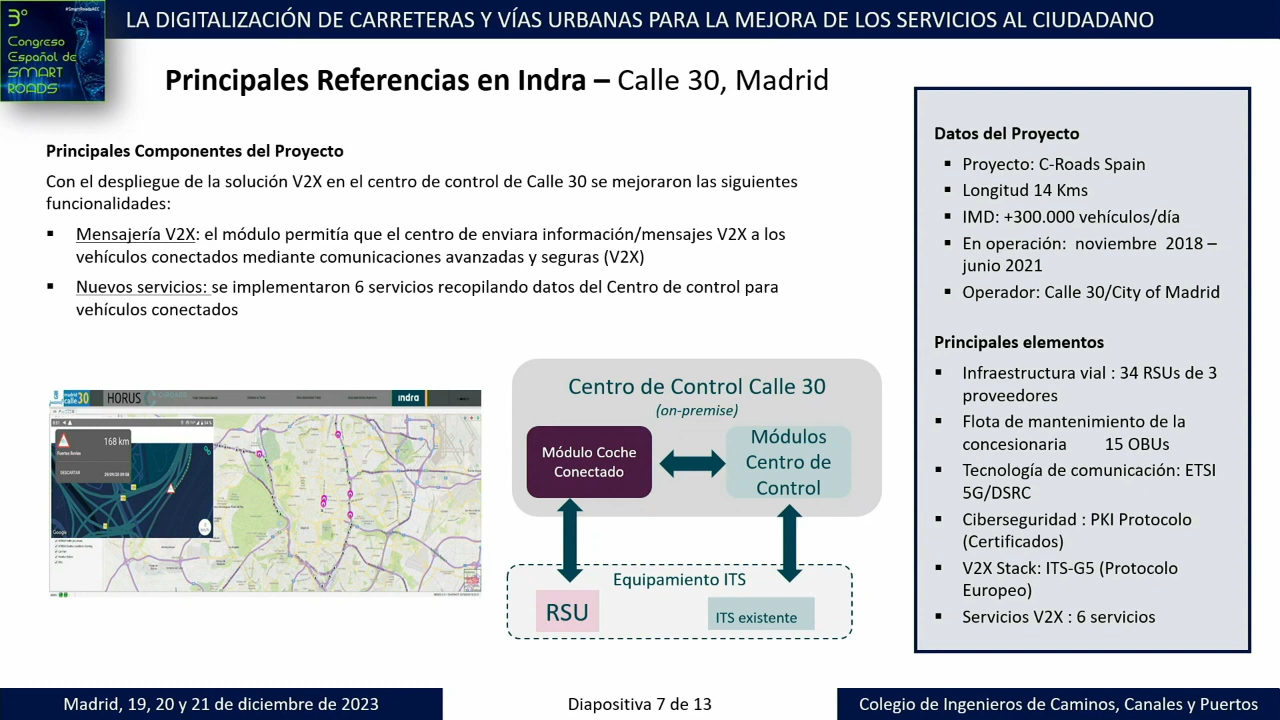 3º
Congreso
Español de
SMART
ROADS
#SmartRoadsAEC
LA DIGITALIZACIÓN DE CARRETERAS Y VÍAS URBANAS PARA LA MEJORA DE LOS SERVICIOS AL CIUDADANO
Principales Referencias en Indra – Calle 30, Madrid
Principales Componentes del Proyecto
Con el despliegue de la solución V2X en el centro de control de Calle 30 se mejoraron las siguientes
funcionalidades:
▪ Mensajería V2X: el módulo permitía que el centro de enviara información/mensajes V2X a los
vehículos conectados mediante comunicaciones avanzadas y seguras (V2X)
▪ Nuevos servicios: se implementaron 6 servicios recopilando datos del Centro de control para
vehículos conectados
calle30
HORUS
indra
168 km
DESCARTAR
Google
Centro de Control Calle 30
(on-premise)
Módulo Coche
Conectado
Módulos
Centro de
Control
Equipamiento ITS
RSU
ITS existente
Datos del Proyecto
▪ Proyecto: C-Roads Spain
▪ Longitud 14 Kms
▪ IMD: +300.000 vehículos/día
▪ En operación: noviembre 2018 –
junio 2021
▪ Operador: Calle 30/City of Madrid
Principales elementos
▪ Infraestructura vial : 34 RSUs de 3
proveedores
▪ Flota de mantenimiento de la
concesionaria 15 OBUs
▪ Tecnología de comunicación: ETSI
5G/DSRC
▪ Ciberseguridad : PKI Protocolo
(Certificados)
▪ V2X Stack: ITS-G5 (Protocolo
Europeo)
▪ Servicios V2X : 6 servicios
Madrid, 19, 20 y 21 de diciembre de 2023
Diapositiva 7 de 13
Colegio de Ingenieros de Caminos, Canales y Puertos